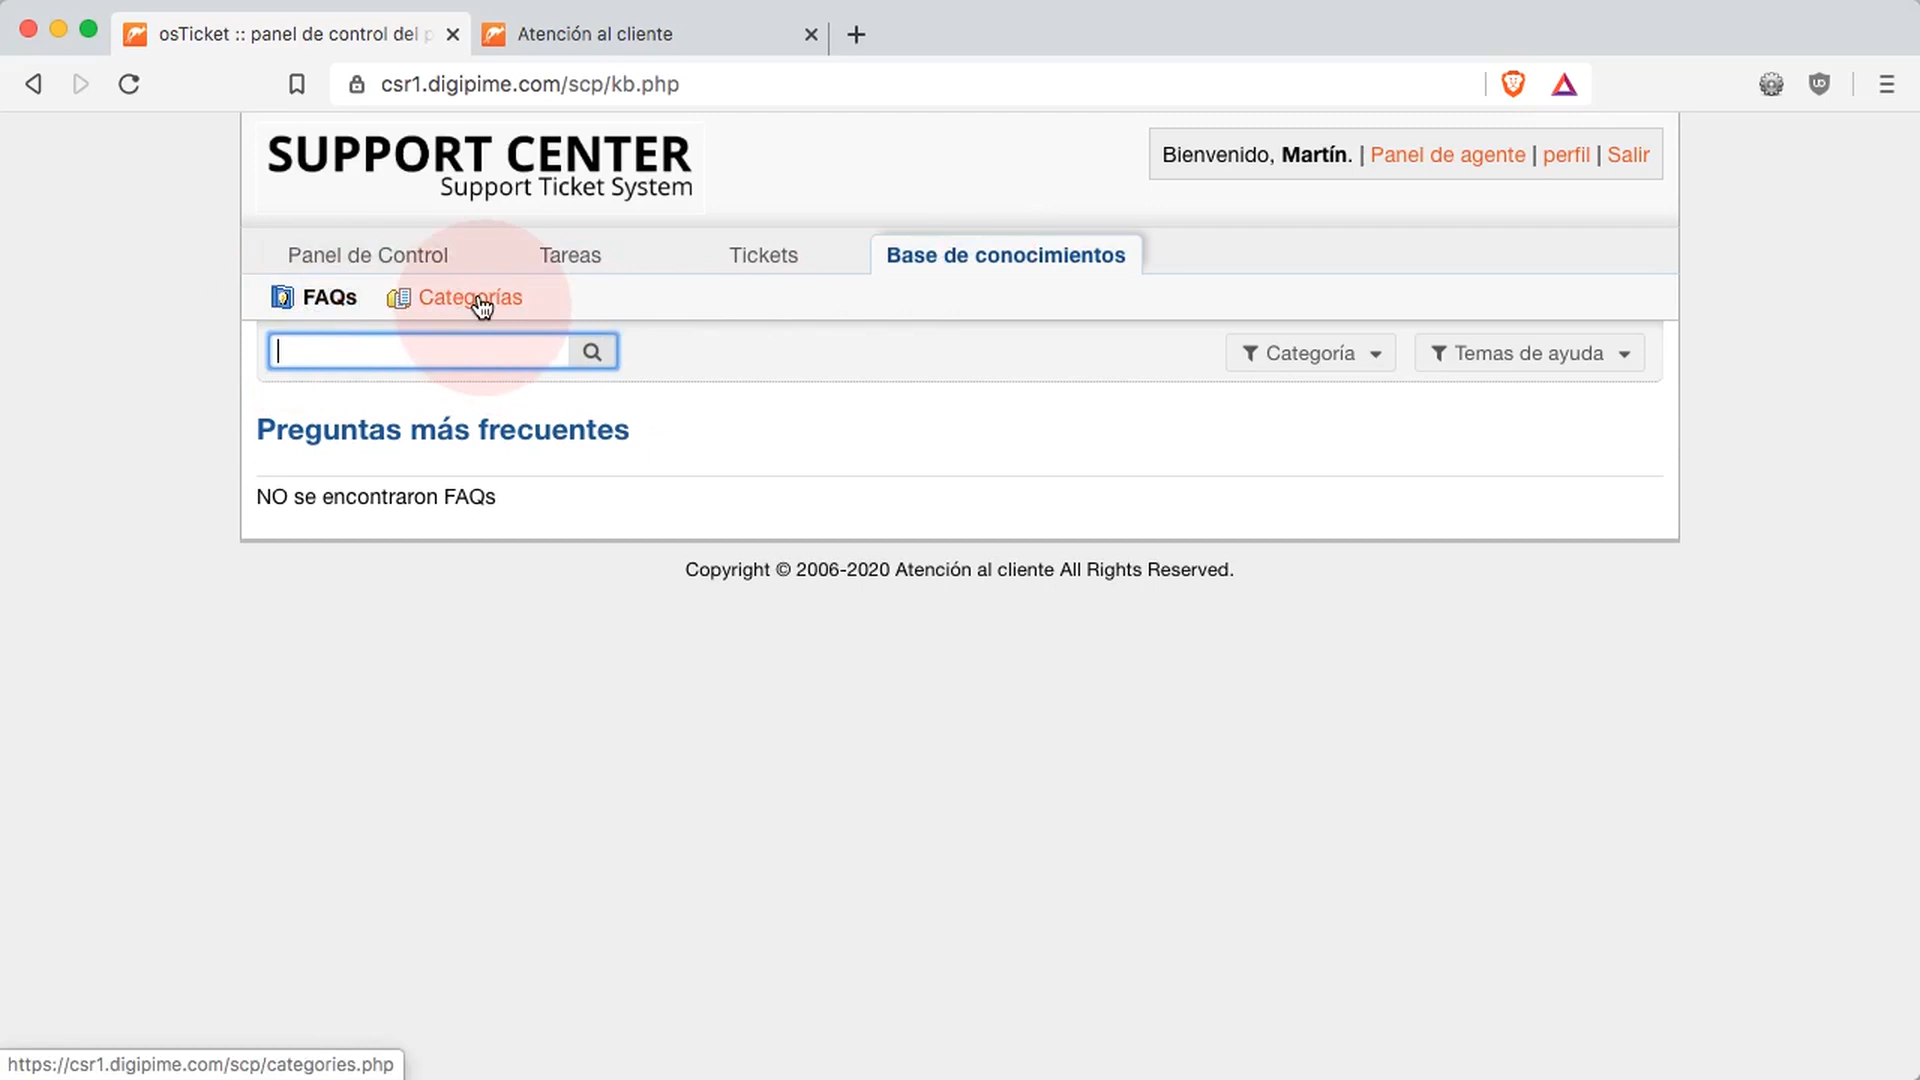 osTicket :: panel de control del p
Atención al cliente
csr1.digipime.com/scp/kb.php
SUPPORT CENTER
Support Ticket System
Bienvenido, Martín. | Panel de agente | perfil | Salir
Panel de Control
Tareas
Tickets
Base de conocimientos
FAQs
Categorías
Categoría
Temas de ayuda
Preguntas más frecuentes
NO se encontraron FAQs
Copyright © 2006-2020 Atención al cliente All Rights Reserved.
https://csr1.digipime.com/scp/categories.php